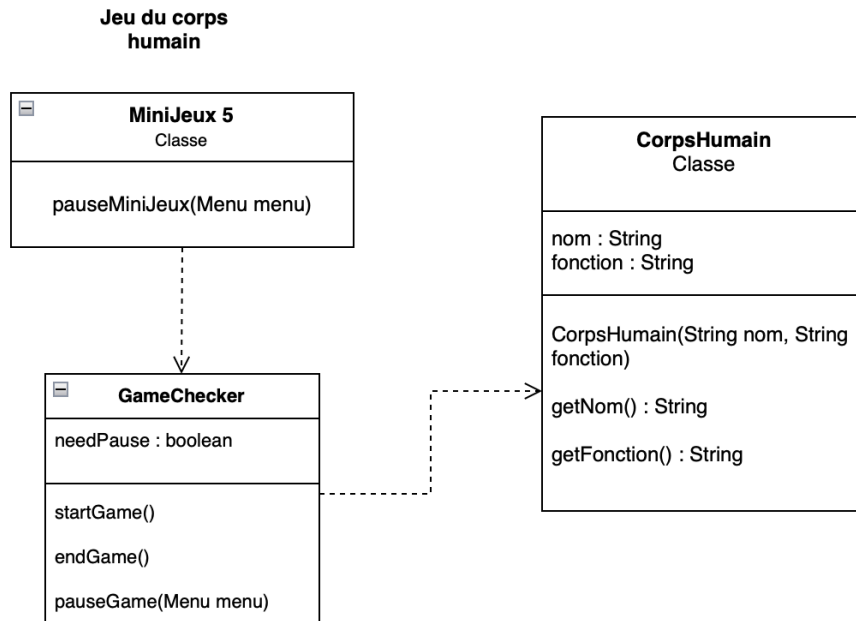 Jeu du corps
humain
MiniJeux 5
Classe
pauseMiniJeux(Menu menu)
GameChecker
needPause : boolean
startGame()
endGame()
pauseGame(Menu menu)
CorpsHumain
Classe
nom : String
fonction : String
CorpsHumain(String nom, String
fonction)
getNom() : String
getFonction() : String